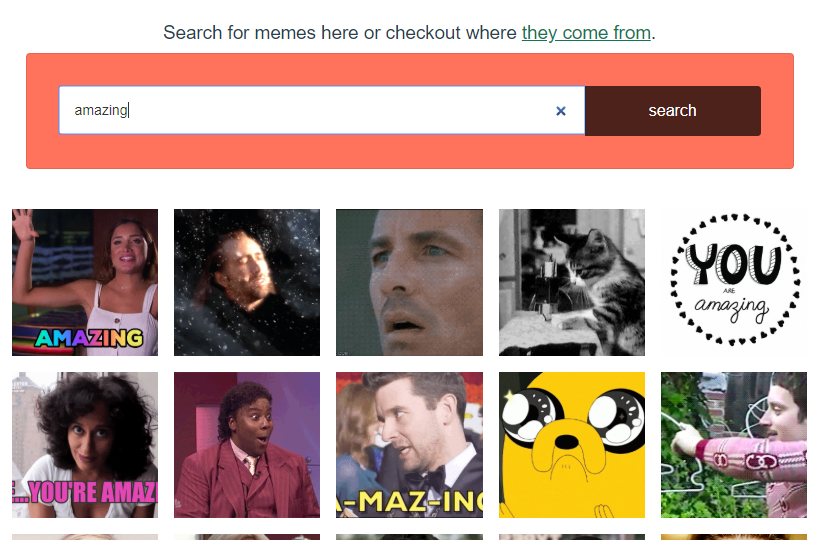 Search for memes here or checkout where they come from.
amazing
×
search
AMAZING
YOU
ARE
amazing
...YOU'RE AMAZI
A-MAZ-ING